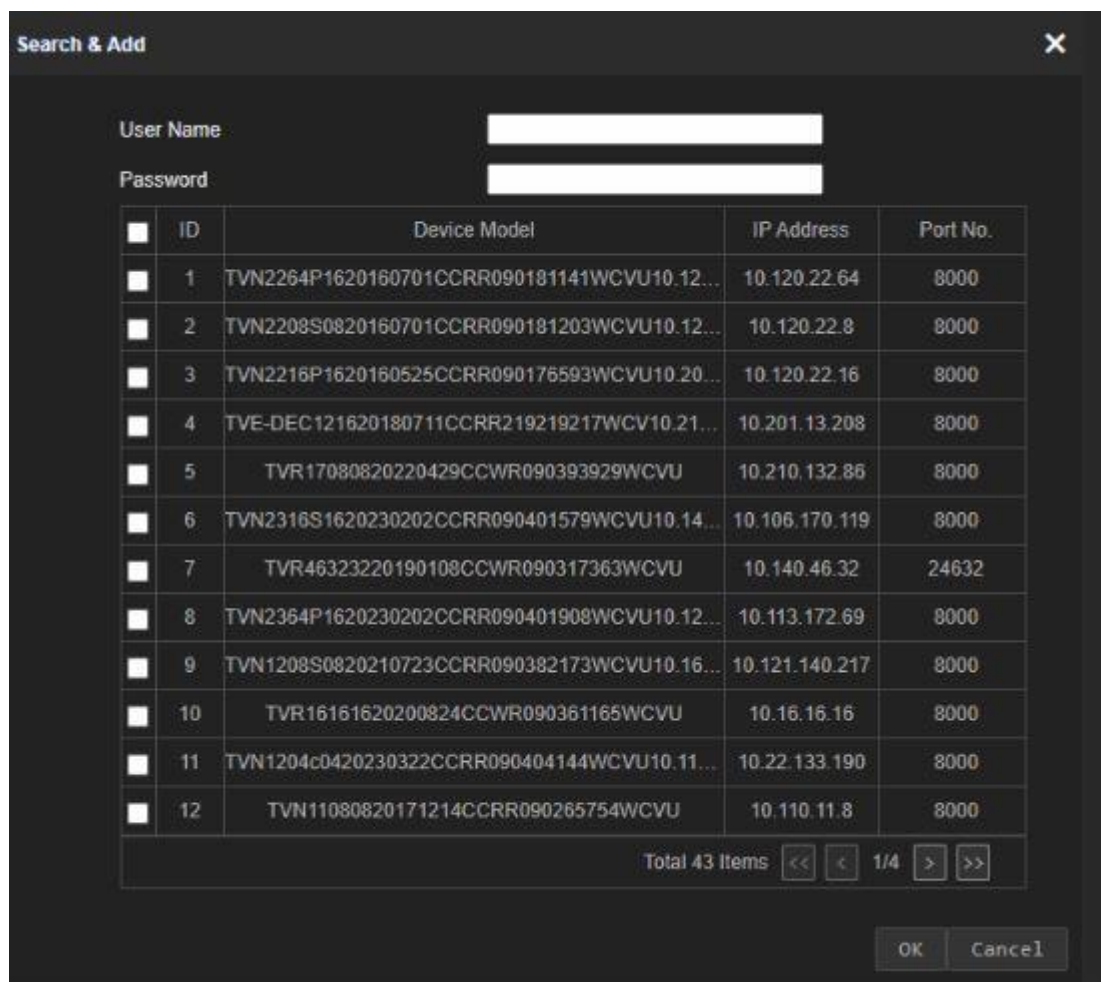 Search & Add
User Name
Password
ID Device Model IP Address Port No.
1 TVN2264P1620160701CCRR090181141WCVU10.12... 10.120.22.64 8000
2 TVN2208S0820160701CCRR090181203WCVU10.12... 10.120.22.8 8000
3 TVN2216P1620160525CCRR090176593WCVU10.20... 10.120.22.16 8000
4 TVE-DEC121620180711CCRR219219217WCV10.21... 10.201.13.208 8000
5 TVR17080820220429CCWR090393929WCVU 10.210.132.86 8000
6 TVN2316S1620230202CCRR090401579WCVU10.14... 10.106.170.119 8000
7 TVR46323220190108CCWR090317363WCVU 10.140.46.32 24632
8 TVN2364P1620230202CCRR090401908WCVU10.12... 10.113.172.69 8000
9 TVN1208S0820210723CCRR090382173WCVU10.16... 10.121.140.217 8000
10 TVR16161620200824CCWR090361165WCVU 10.16.16.16 8000
11 TVN1204c0420230322CCRR090404144WCVU10.11... 10.22.133.190 8000
12 TVN11080820171214CCRR090265754WCVU 10.110.11.8 8000
Total 43 Items << < 1/4 > >>
OK Cancel